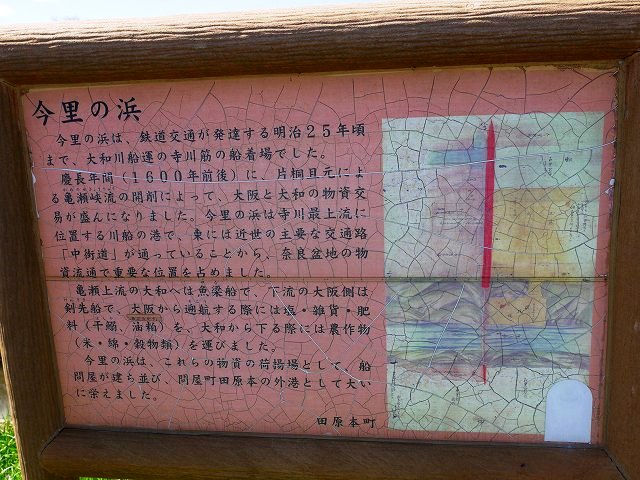 今里の浜
今里の浜は、鉄道交通が発達する明治25年頃
まで、大和川船運の寺川筋の船着場でした。
慶長年間（1600年前後）に、片桐且元によ
る亀瀬峡流の開削によって、大阪と大和の物資交
易が盛んになりました。今里の浜は寺川最上流に
位置する川船の港で、東には近世の主要な交通路
「中街道」が通っていることから、奈良盆地の物
資流通で重要な位置を占めました。
亀瀬上流の大和へは魚梁船で、下流の大阪側は
剣先船で、大阪から遡航する際には塩・雑貨・肥
料（干鰯、油粕）を、大和から下る際には農作物
（米・綿・穀物類）を運びました。
今里の浜は、これらの物資の荷揚場として、船
問屋が建ち並び、問屋町田原本の外港として大い
に栄えました。
田原本町